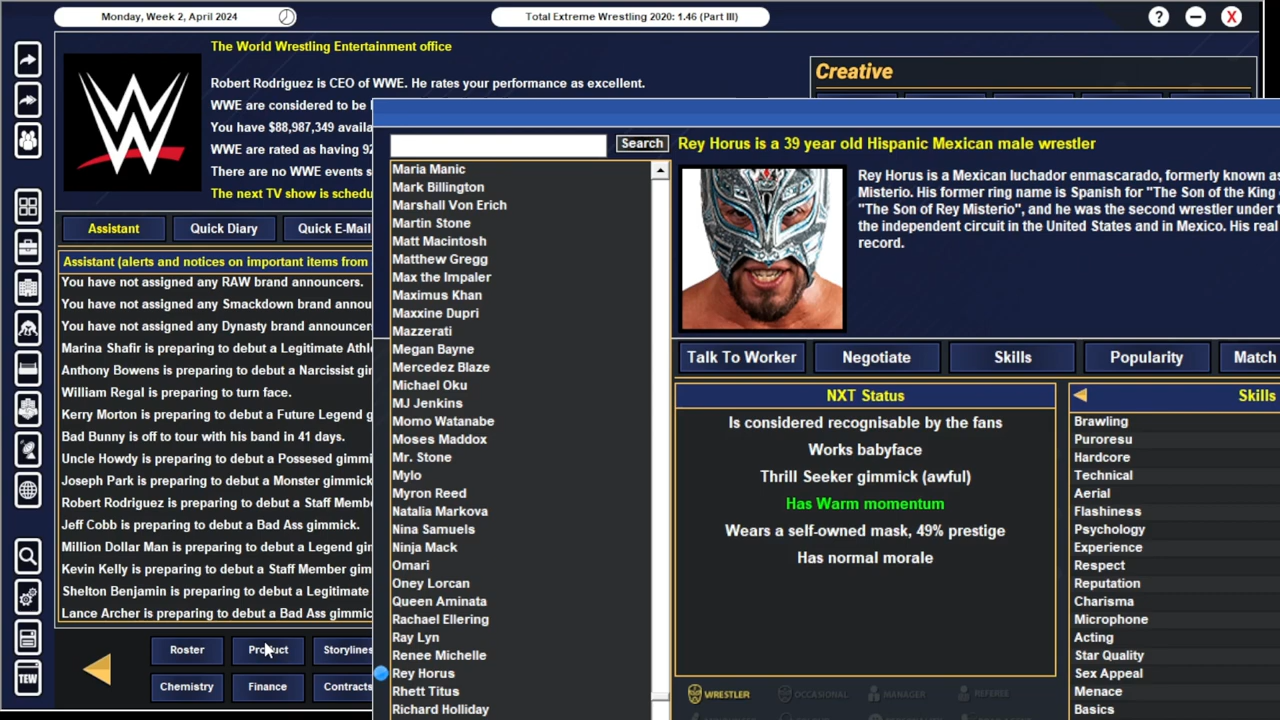 Monday, Week 2, April 2024
Total Extreme Wrestling 2020: 1.46 (Part III)
?
X
The World Wrestling Entertainment office
Robert Rodriguez is CEO of WWE. He rates your performance as excellent.
WWE are considered to be
You have $88,987,349 availa
WWE are rated as having 92
There are no WWE events s
The next TV show is schedu
Creative
Assistant
Quick Diary
Quick E-Mail
Assistant (alerts and notices on important items from
You have not assigned any RAW brand announcers.
You have not assigned any Smackdown brand annou
You have not assigned any Dynasty brand announcer
Marina Shafir is preparing to debut a Legitimate Athl
Anthony Bowens is preparing to debut a Narcissist gi
William Regal is preparing to turn face.
Kerry Morton is preparing to debut a Future Legend g
Bad Bunny is off to tour with his band in 41 days.
Uncle Howdy is preparing to debut a Possesed gimmi
Joseph Park is preparing to debut a Monster gimmick
Robert Rodriguez is preparing to debut a Staff Membe
Jeff Cobb is preparing to debut a Bad Ass gimmick.
Million Dollar Man is preparing to debut a Legend gi
Kevin Kelly is preparing to debut a Staff Member gim
Shelton Benjamin is preparing to debut a Legitimate
Lance Archer is preparing to debut a Bad Ass gimmic
Roster
Product
Storylines
Chemistry
Finance
Contracts
TEW
Search
Maria Manic
Mark Billington
Marshall Von Erich
Martin Stone
Matt Macintosh
Matthew Gregg
Max the Impaler
Maximus Khan
Maxxine Dupri
Mazzerati
Megan Bayne
Mercedez Blaze
Michael Oku
MJ Jenkins
Momo Watanabe
Moses Maddox
Mr. Stone
Mylo
Myron Reed
Natalia Markova
Nina Samuels
Ninja Mack
Omari
Oney Lorcan
Queen Aminata
Rachael Ellering
Ray Lyn
Renee Michelle
Rey Horus
Rhett Titus
Richard Holliday
Rey Horus is a 39 year old Hispanic Mexican male wrestler
Rey Horus is a Mexican luchador enmascarado, formerly known as
Misterio. His former ring name is Spanish for "The Son of the King
"The Son of Rey Misterio", and he was the second wrestler under t
the independent circuit in the United States and in Mexico. His real
record.
Talk To Worker
Negotiate
Skills
Popularity
Match
NXT Status
Is considered recognisable by the fans
Works babyface
Thrill Seeker gimmick (awful)
Has Warm momentum
Wears a self-owned mask, 49% prestige
Has normal morale
WRESTLER
OCCASIONAL
MANAGER
REFEREE
Skills
Brawling
Puroresu
Hardcore
Technical
Aerial
Flashiness
Psychology
Experience
Respect
Reputation
Charisma
Microphone
Acting
Star Quality
Sex Appeal
Menace
Basics